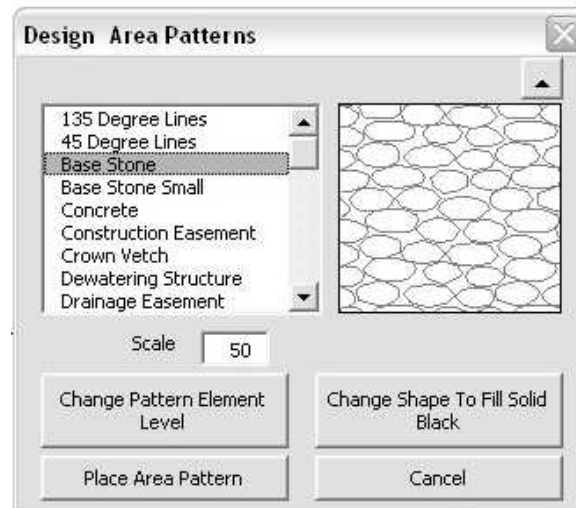 Design Area Patterns
135 Degree Lines
45 Degree Lines
Base Stone
Base Stone Small
Concrete
Construction Easement
Crown Vetch
Dewatering Structure
Drainage Easement
Scale 50
Change Pattern Element
Level
Change Shape To Fill Solid
Black
Place Area Pattern
Cancel